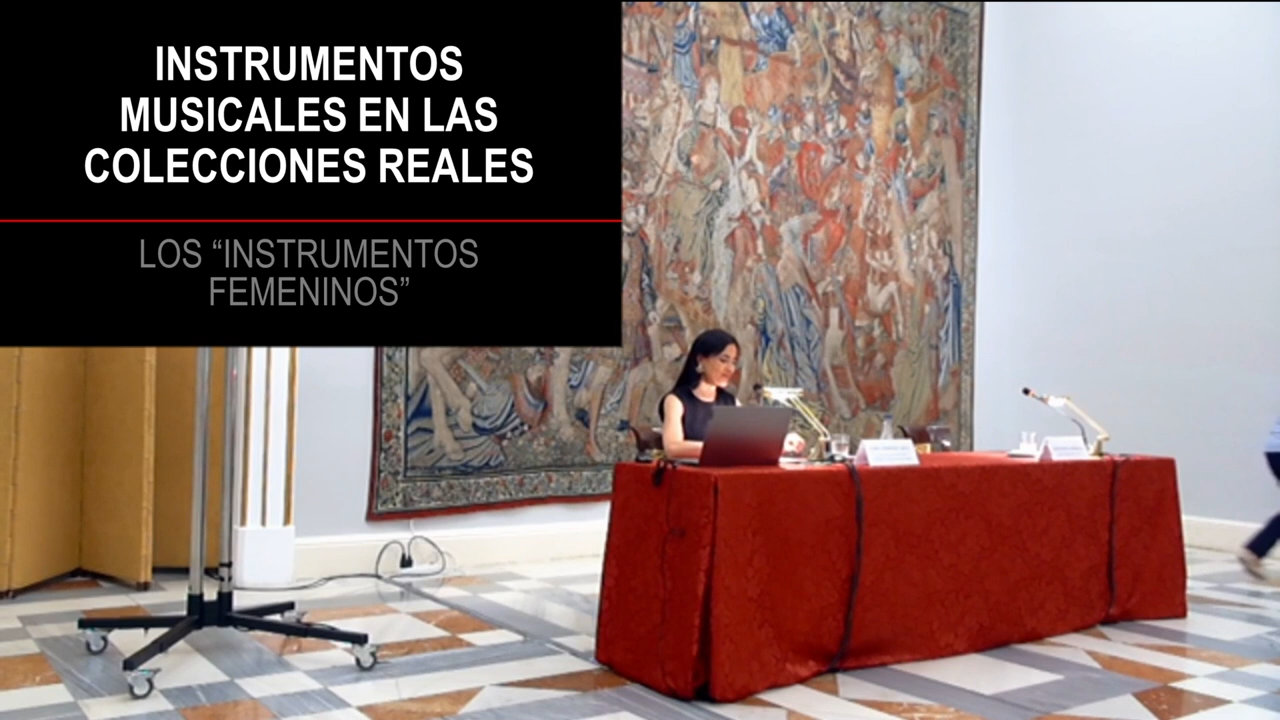 INSTRUMENTOS
MUSICALES EN LAS
COLECCIONES REALES
LOS “INSTRUMENTOS
FEMENINOS”